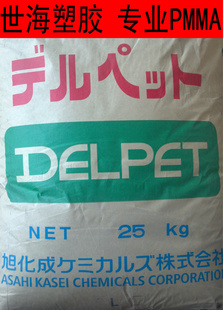 世海塑胶 专业PMMA
デルペット
DELPET
NET 25 kg
旭化成ケミカルズ株式会社
ASAHI KASEI CHEMICALS CORPORATION